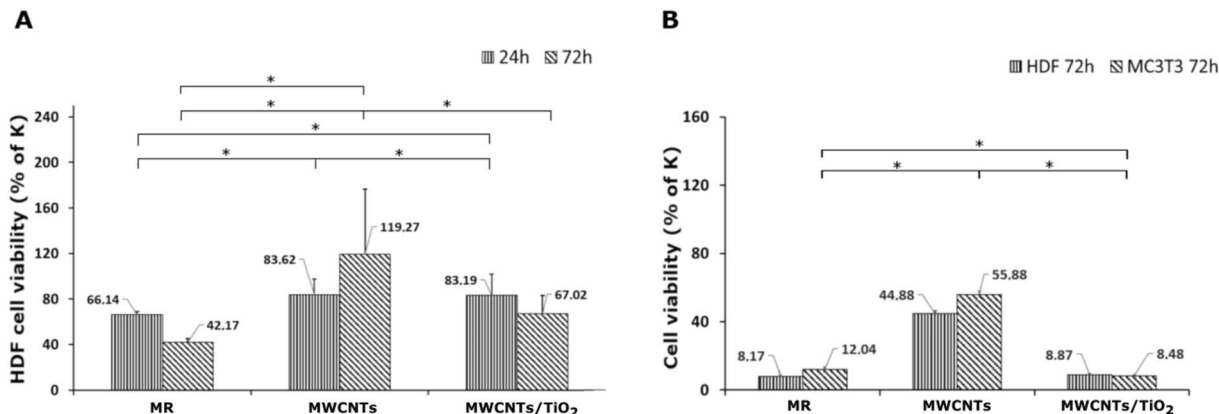 A
24h 72h
*
*
*
*
*
*
HDF cell viability (% of K)
240
200
160
120
80
40
0
66.14
42.17
83.62
119.27
83.19
67.02
MR
MWCNTs
MWCNTs/TiO₂
B
HDF 72h MC3T3 72h
*
*
*
Cell viability (% of K)
160
120
80
40
0
8.17
12.04
44.88
55.88
8.87
8.48
MR
MWCNTs
MWCNTs/TiO₂